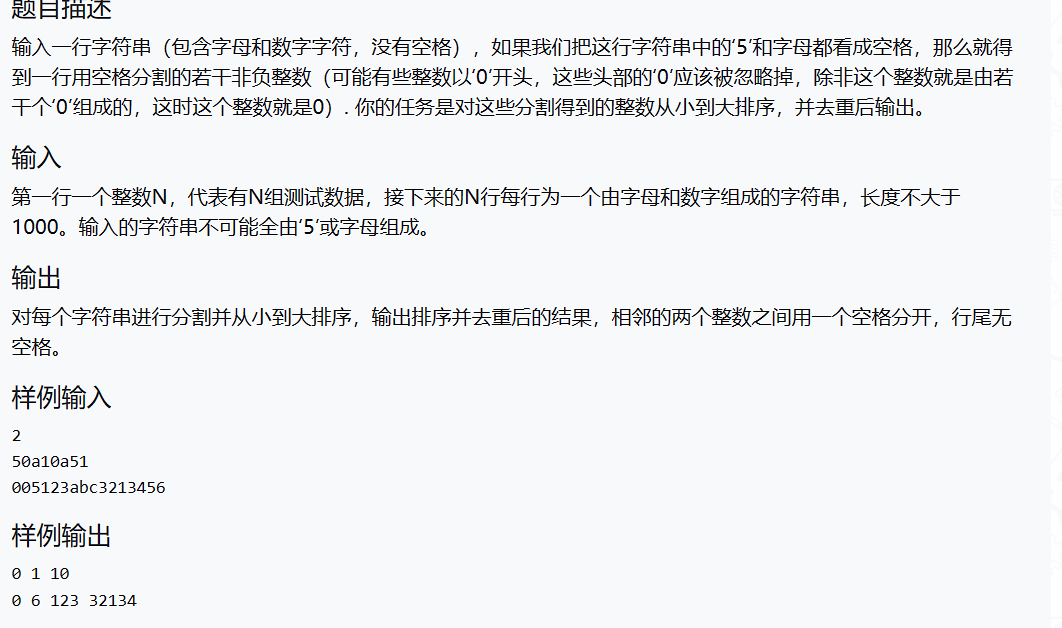 题目描述
输入一行字符串（包含字母和数字字符，没有空格），如果我们把这行字符串中的‘5’和字母都看成空格，那么就得
到一行用空格分割的若干非负整数（可能有些整数以‘0’开头，这些头部的‘0’应该被忽略掉，除非这个整数就是由若
干个‘0’组成的，这时这个整数就是0）. 你的任务是对这些分割得到的整数从小到大排序，并去重后输出。
输入
第一行一个整数N，代表有N组测试数据，接下来的N行每行为一个由字母和数字组成的字符串，长度不大于
1000。输入的字符串不可能全由‘5’或字母组成。
输出
对每个字符串进行分割并从小到大排序，输出排序并去重后的结果，相邻的两个整数之间用一个空格分开，行尾无
空格。
样例输入
2
50a10a51
005123abc3213456
样例输出
0 1 10
0 6 123 32134